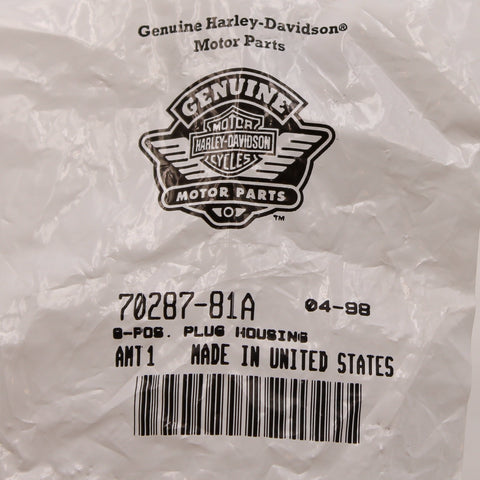 Genuine Harley-Davidson®
Motor Parts
GENUINE
MOTOR
HARLEY-DAVIDSON
CYCLES
MOTOR PARTS
TM
70287-81A 04-98
8-POS. PLUG HOUSING
AMT1 MADE IN UNITED STATES